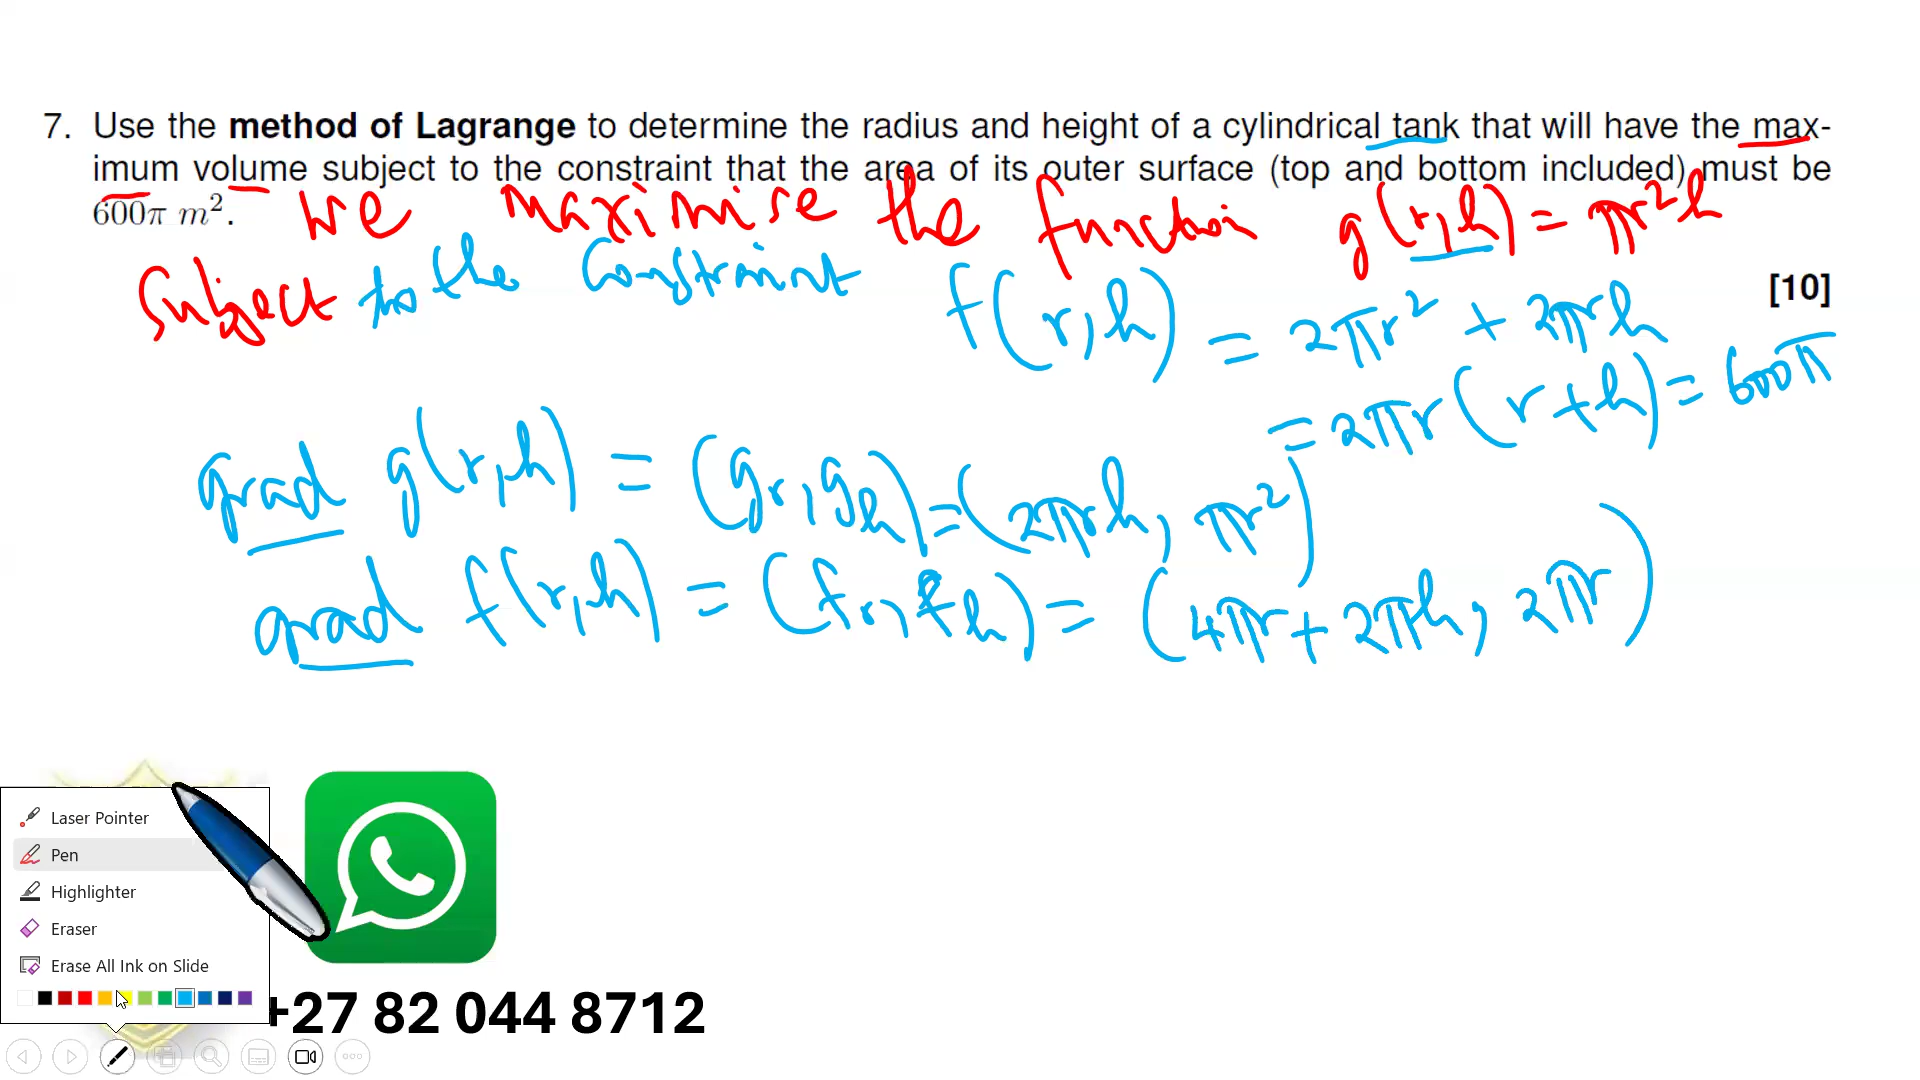 7. Use the method of Lagrange to determine the radius and height of a cylindrical tank that will have the max-
imum volume subject to the constraint that the area of its outer surface (top and bottom included) must be
600π m².
We maximise the function g(r,h) = πr²h
Subject to the constraint f(r,h) = 2πr² + 2πrh
[10]
= 2πr(r+h) = 600π
grad g(r,h) = (gr, gh) = (2πrh, πr²)
grad f(r,h) = (fr, fh) = (4πr + 2πh, 2πr)
Laser Pointer
Pen
Highlighter
Eraser
Erase All Ink on Slide
+27 82 044 8712